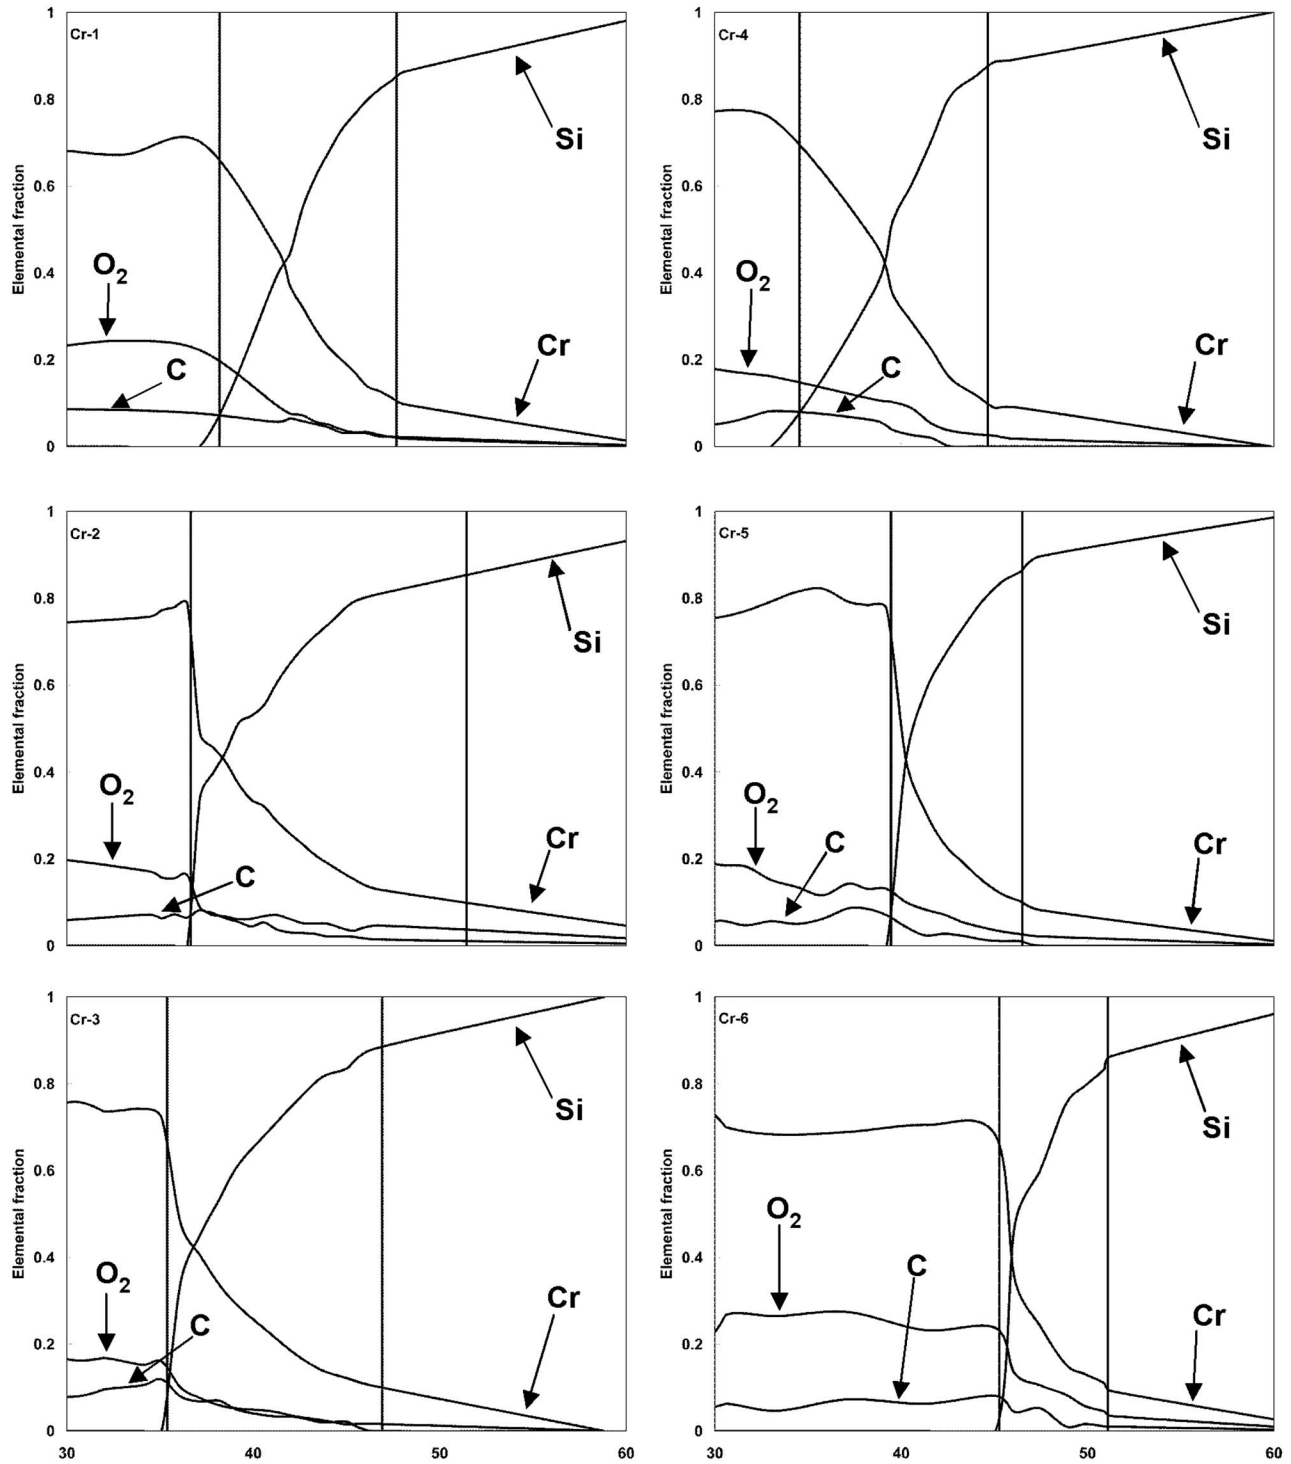 Cr-1
Elemental fraction
1
0.8
0.6
0.4
0.2
0
Si
O2
C
Cr
Cr-4
Elemental fraction
1
0.8
0.6
0.4
0.2
0
Si
O2
C
Cr
Cr-2
Elemental fraction
1
0.8
0.6
0.4
0.2
0
Si
O2
C
Cr
Cr-5
Elemental fraction
1
0.8
0.6
0.4
0.2
0
Si
O2
C
Cr
Cr-3
Elemental fraction
1
0.8
0.6
0.4
0.2
0
Si
O2
C
Cr
30 40 50 60
Cr-6
Elemental fraction
1
0.8
0.6
0.4
0.2
0
Si
O2
C
Cr
30 40 50 60